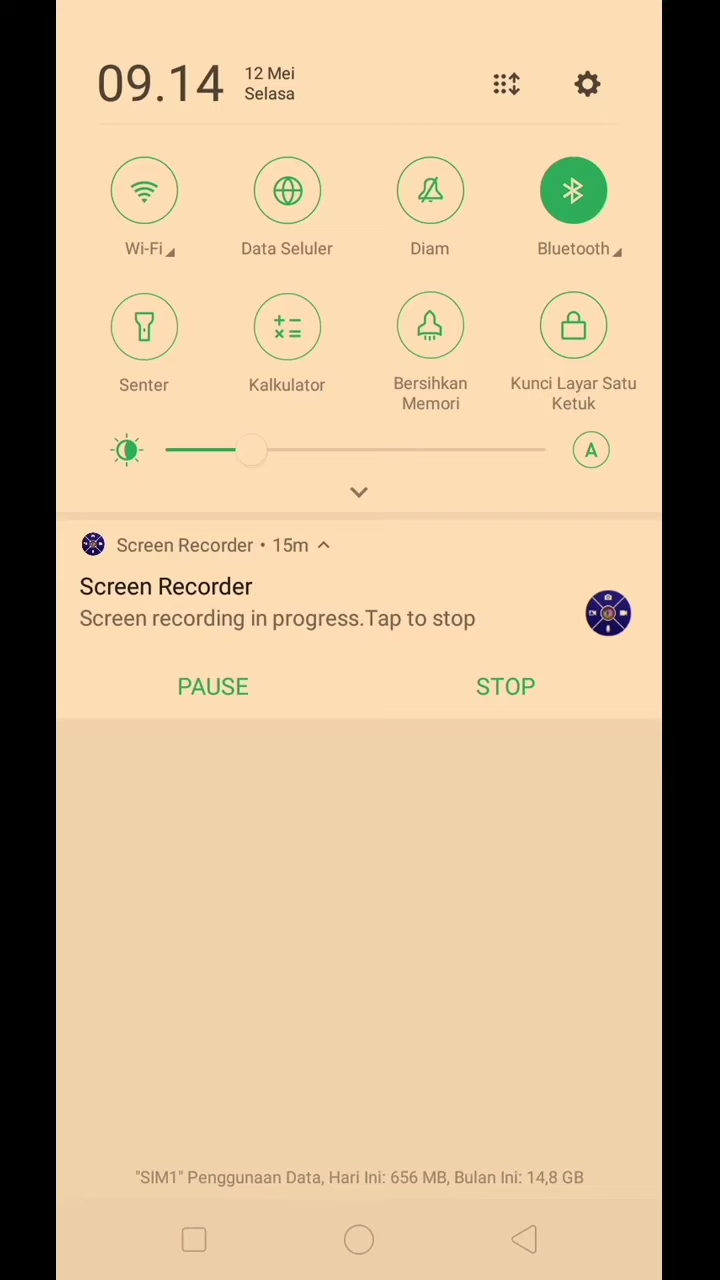 09.14
12 Mei
Selasa
Wi-Fi
Data Seluler
Diam
Bluetooth
Senter
Kalkulator
Bersihkan
Memori
Kunci Layar Satu
Ketuk
A
Screen Recorder • 15m
Screen Recorder
Screen recording in progress.Tap to stop
PAUSE
STOP
"SIM1" Penggunaan Data, Hari Ini: 656 MB, Bulan Ini: 14,8 GB